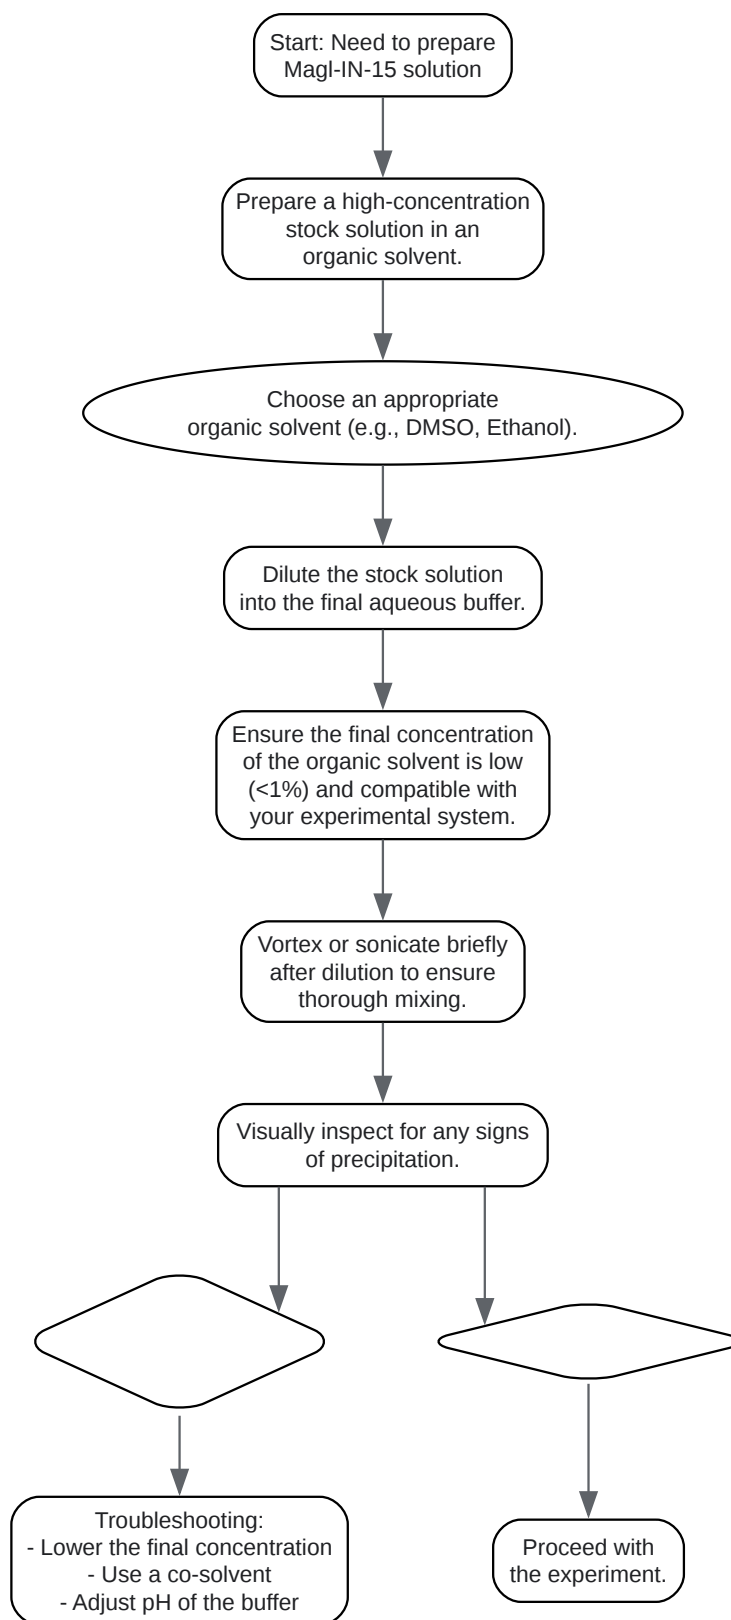 Start: Need to prepare
Magl-IN-15 solution
Prepare a high-concentration
stock solution in an
organic solvent.
Choose an appropriate
organic solvent (e.g., DMSO, Ethanol).
Dilute the stock solution
into the final aqueous buffer.
Ensure the final concentration
of the organic solvent is low
(<1%) and compatible with
your experimental system.
Vortex or sonicate briefly
after dilution to ensure
thorough mixing.
Visually inspect for any signs
of precipitation.
Troubleshooting:
- Lower the final concentration
- Use a co-solvent
- Adjust pH of the buffer
Proceed with
the experiment.